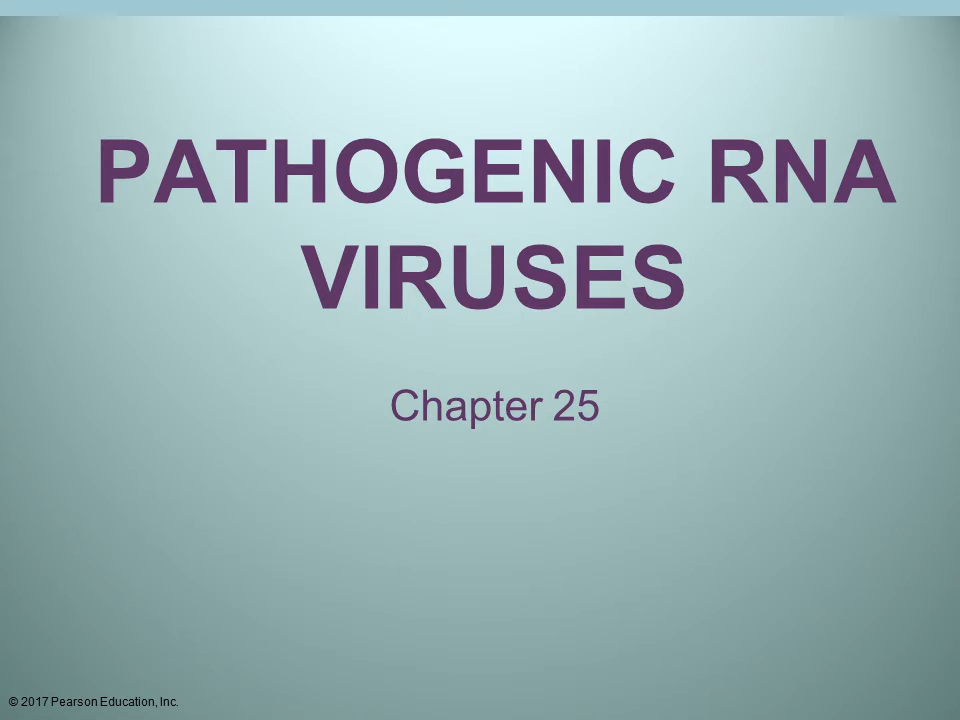 PATHOGENIC RNA
VIRUSES
Chapter 25
© 2017 Pearson Education, Inc.